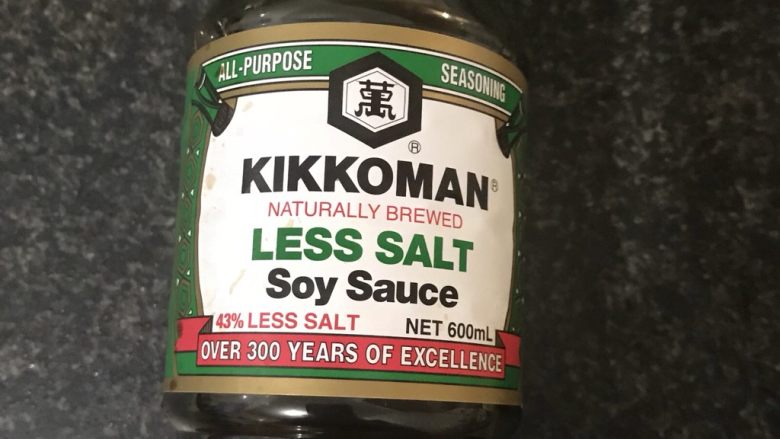 ALL-PURPOSE SEASONING
萬
®
KIKKOMAN®
NATURALLY BREWED
LESS SALT
Soy Sauce
43% LESS SALT NET 600mL
OVER 300 YEARS OF EXCELLENCE